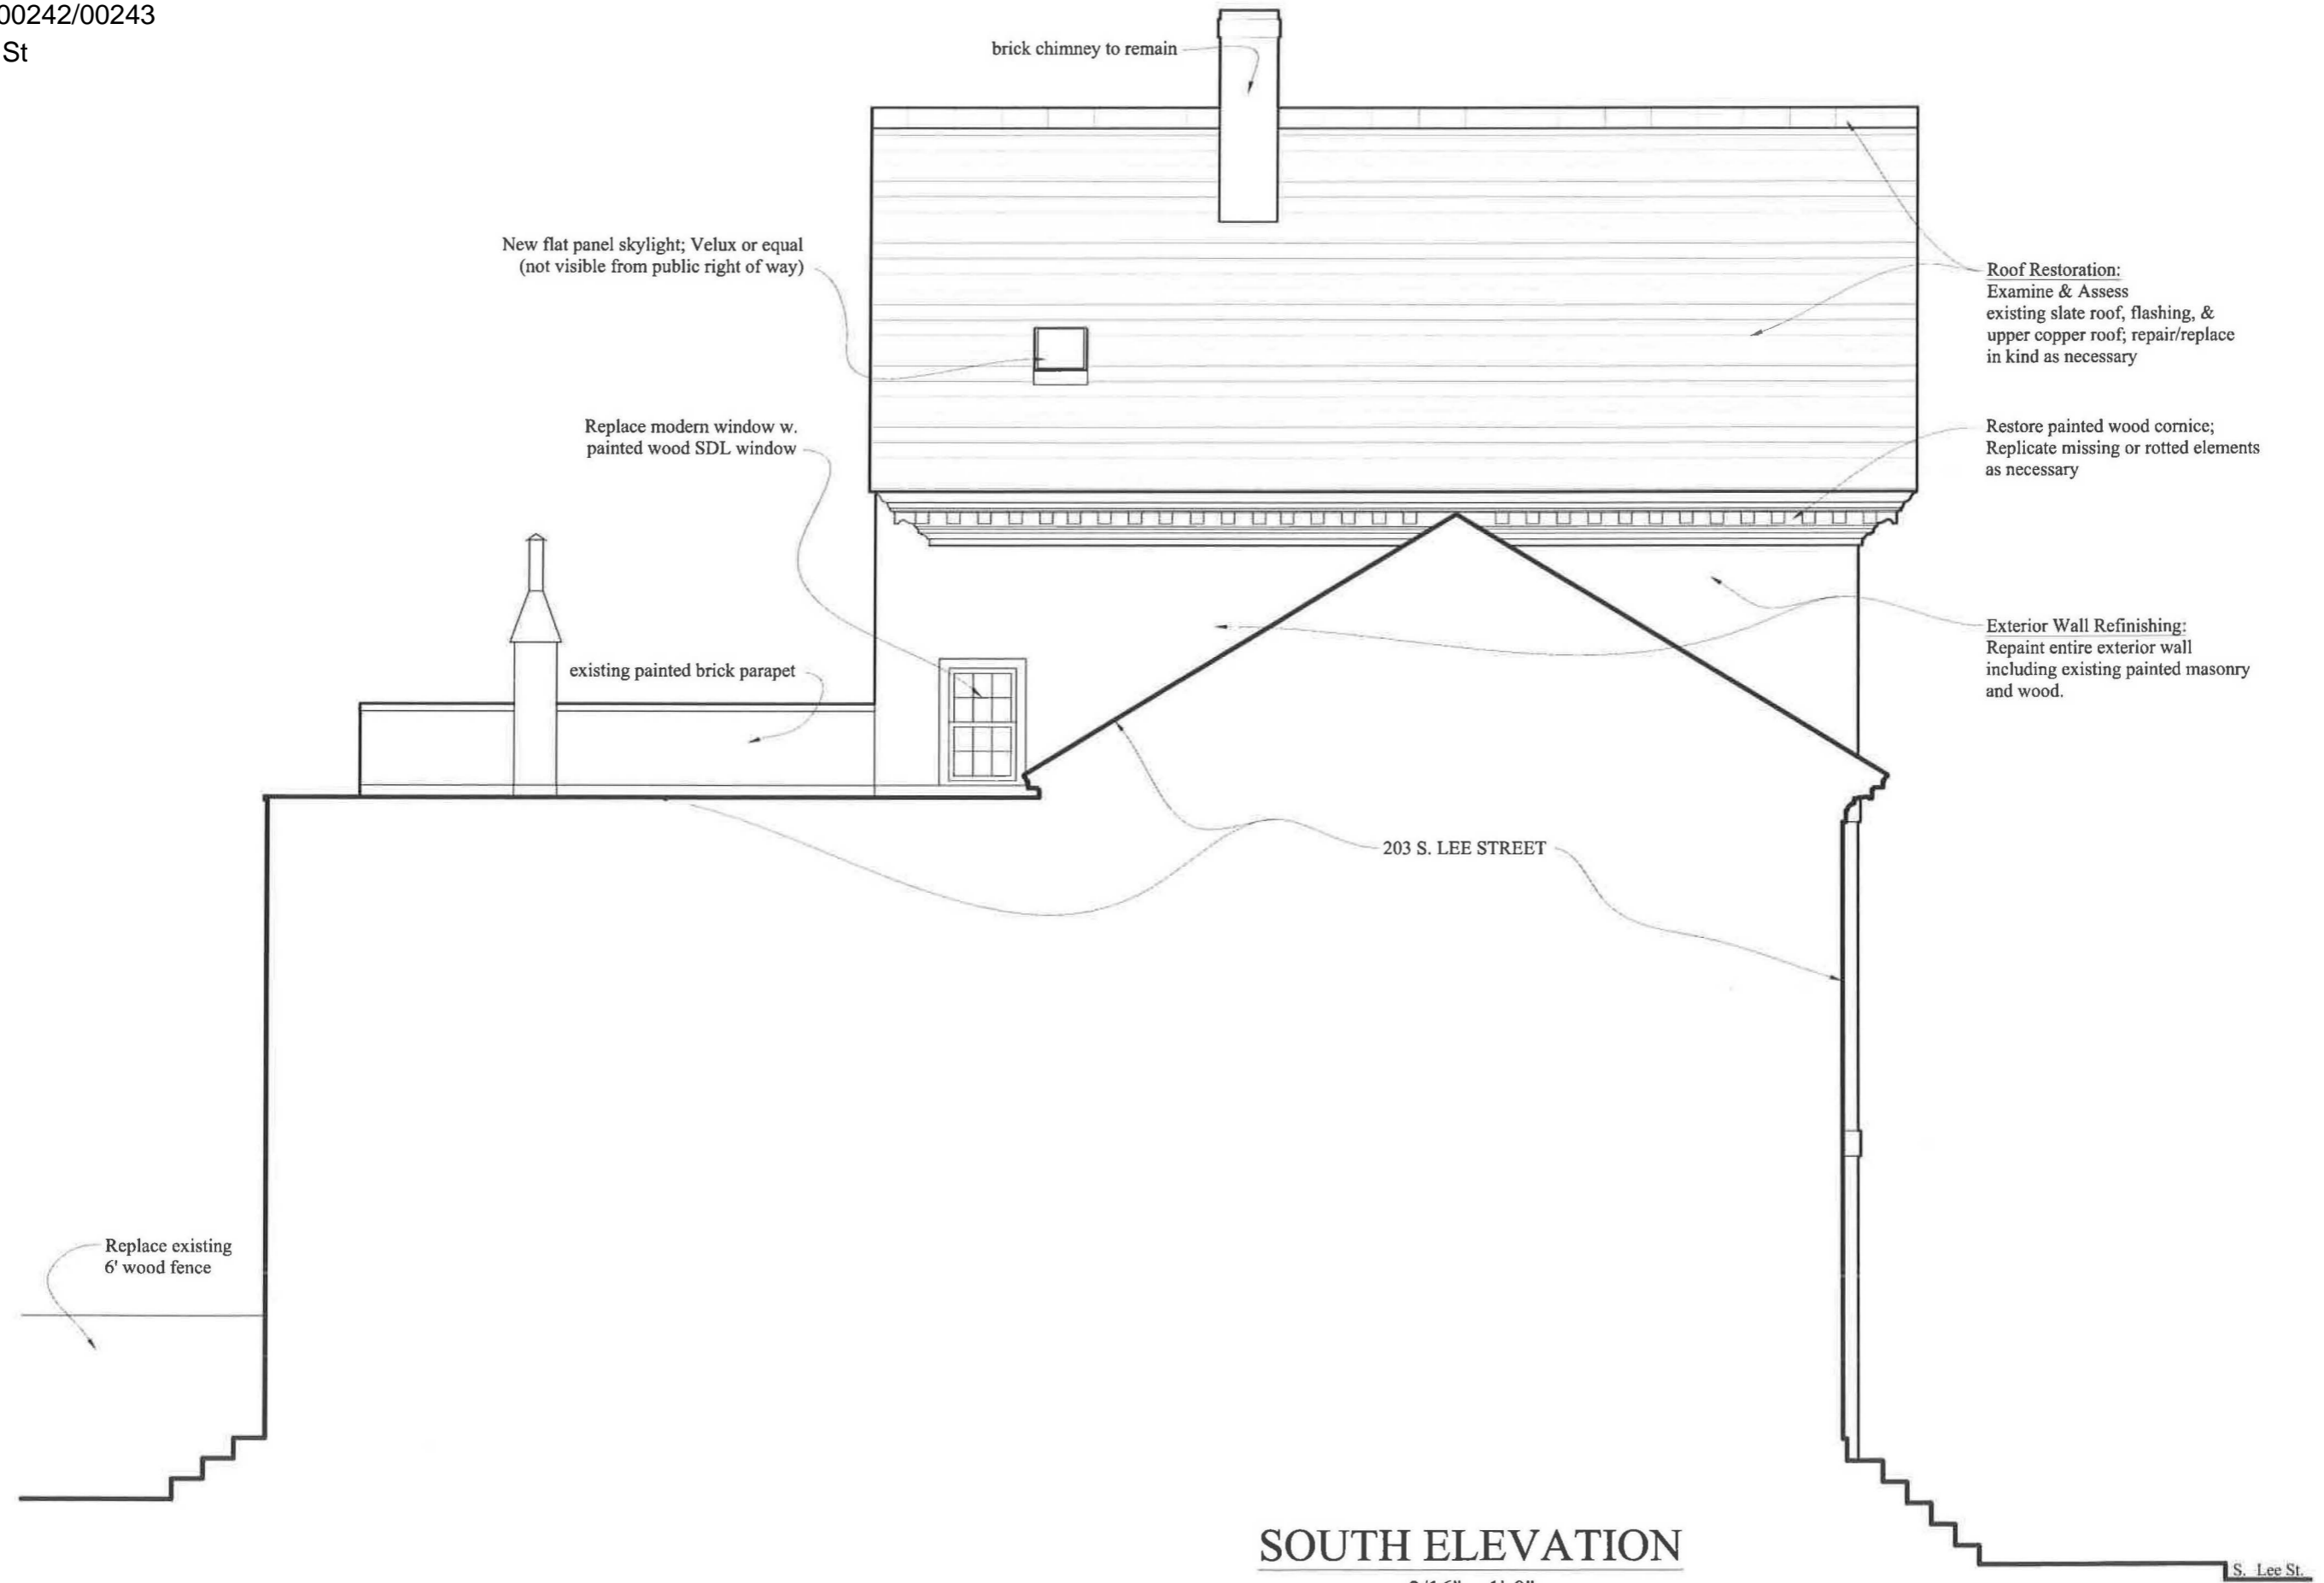 00242/00243
St
brick chimney to remain
New flat panel skylight; Velux or equal
(not visible from public right of way)
Roof Restoration:
Examine & Assess
existing slate roof, flashing, &
upper copper roof; repair/replace
in kind as necessary
Replace modern window w.
painted wood SDL window
Restore painted wood cornice;
Replicate missing or rotted elements
as necessary
existing painted brick parapet
Exterior Wall Refinishing:
Repaint entire exterior wall
including existing painted masonry
and wood.
203 S. LEE STREET
Replace existing
6' wood fence
SOUTH ELEVATION
S. Lee St.